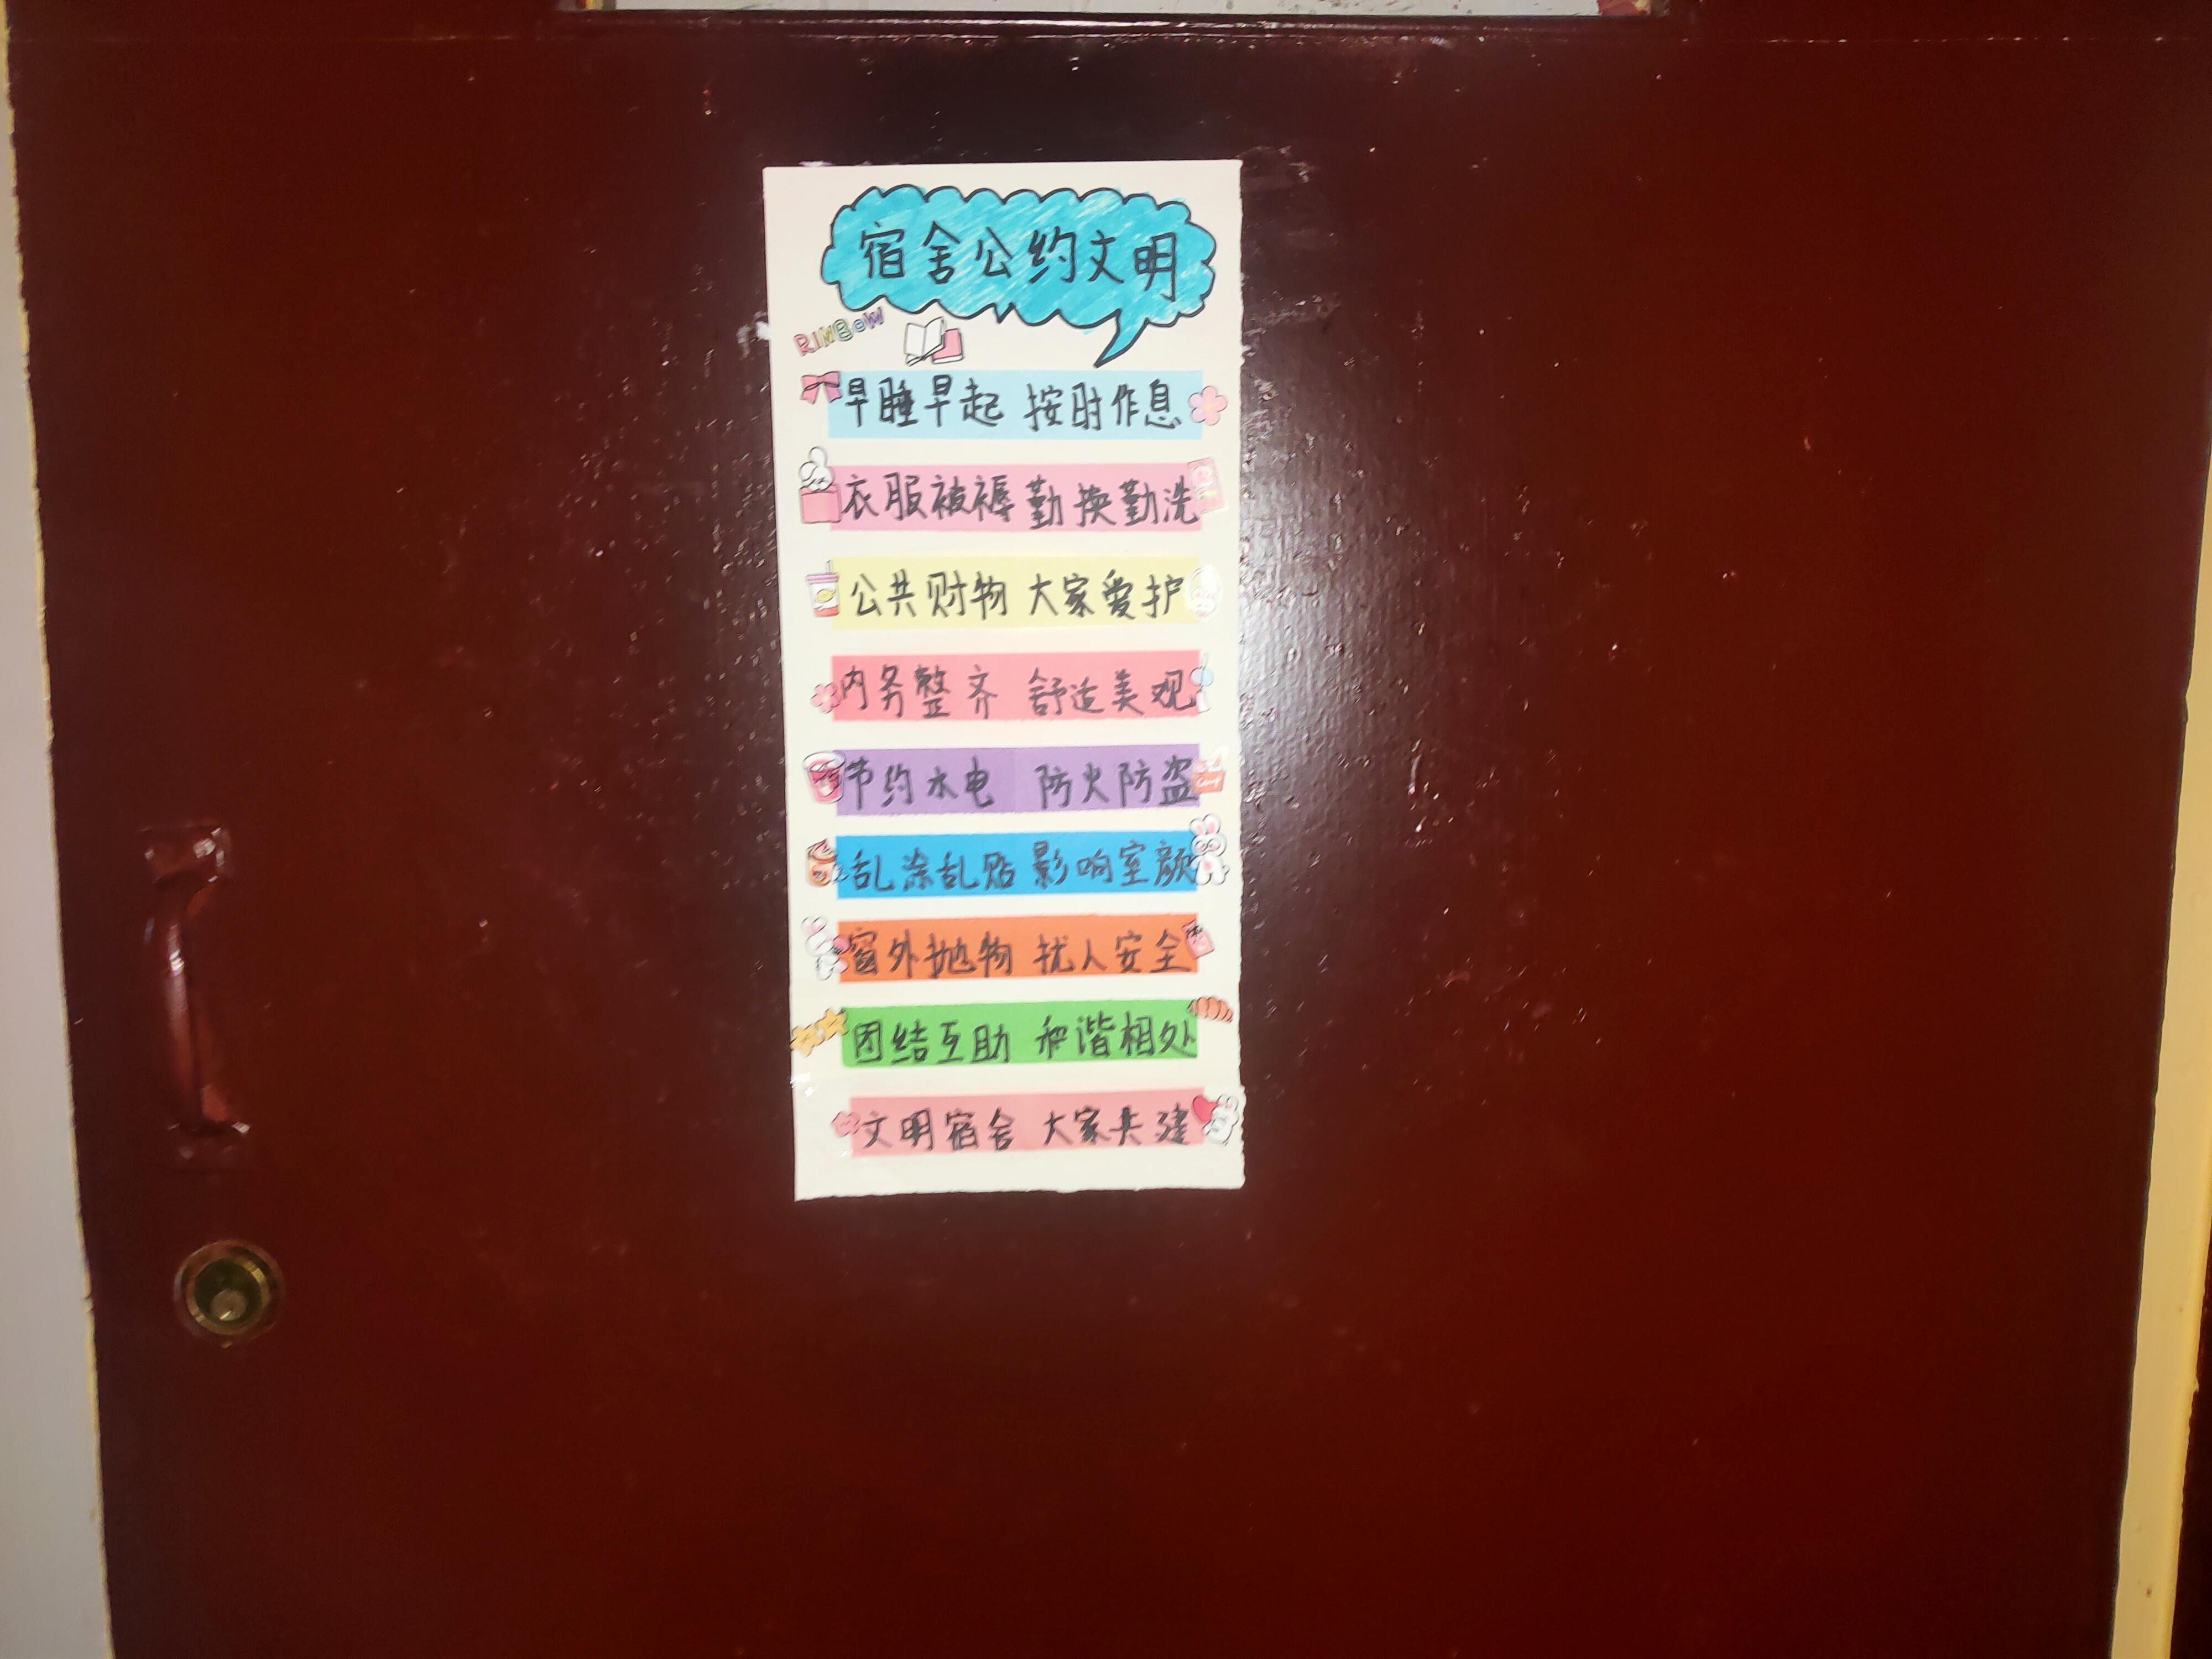 宿舍公约文明
RINBOW
早睡早起 按时作息
衣服被褥 勤换勤洗
公共财物 大家爱护
内务整齐 舒适美观
节约水电 防火防盗
乱涂乱贴 影响室颜
窗外抛物 扰人安全
团结互助 和谐相处
文明宿舍 大家共建